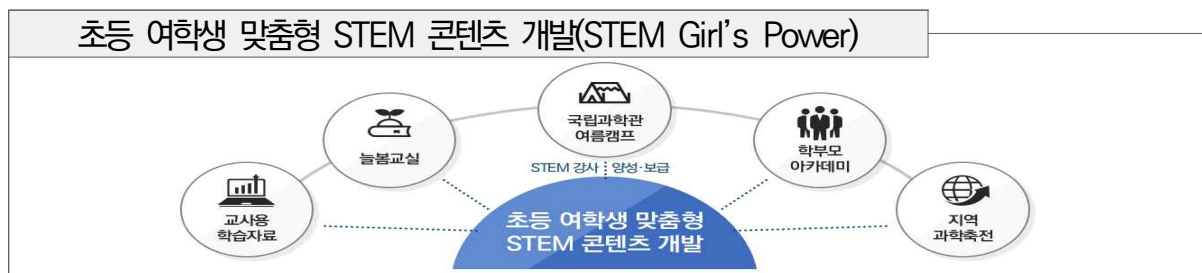 초등 여학생 맞춤형 STEM 콘텐츠 개발(STEM Girl's Power)
국립과학관
여름캠프
늘봄교실
학부모
아카데미
STEM 강사 양성·보급
교사용
학습자료
지역
과학축전
초등 여학생 맞춤형
STEM 콘텐츠 개발